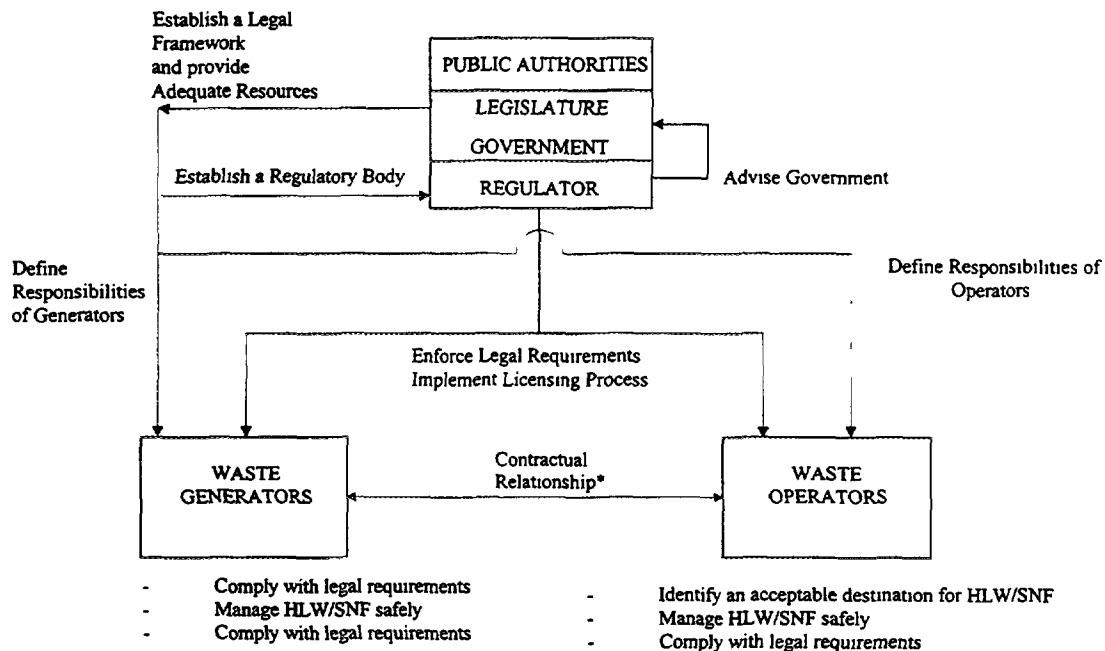 Establish a Legal
Framework
and provide
Adequate Resources
PUBLIC AUTHORITIES
LEGISLATURE
GOVERNMENT
REGULATOR
Establish a Regulatory Body
Advise Government
Define
Responsibilities
of Generators
Define Responsibilities of
Operators
Enforce Legal Requirements
Implement Licensing Process
WASTE
GENERATORS
Contractual
Relationship*
WASTE
OPERATORS
- Comply with legal requirements
- Manage HLW/SNF safely
- Comply with legal requirements
- Identify an acceptable destination for HLW/SNF
- Manage HLW/SNF safely
- Comply with legal requirements